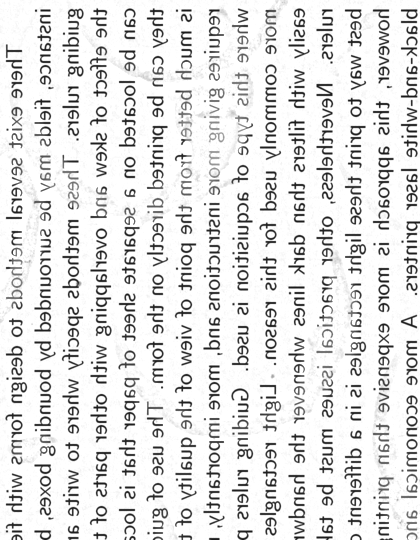 There exist several methods to design forms with fie
instance, fields may be surrounded by bounding boxes, b
guiding rulers. These methods specify where to write an
the effect of skew and overlapping with other parts of t
can be located on a separate sheet of paper that is locat
they can be printed directly on the form. The use of guid
is much better from the point of view of the quality of t
requires giving more instructions and, more importantly,
where this type of acquisition is used. Guiding rulers p
more commonly used for this reason. Light rectangles
easily with filters than dark lines whenever the handwr
rulers. Nevertheless, other practical issues must be tak
best way to print these light rectangles is in a different c
however, this approach is more expensive than printing
black-and-white laser printers. A more economical a